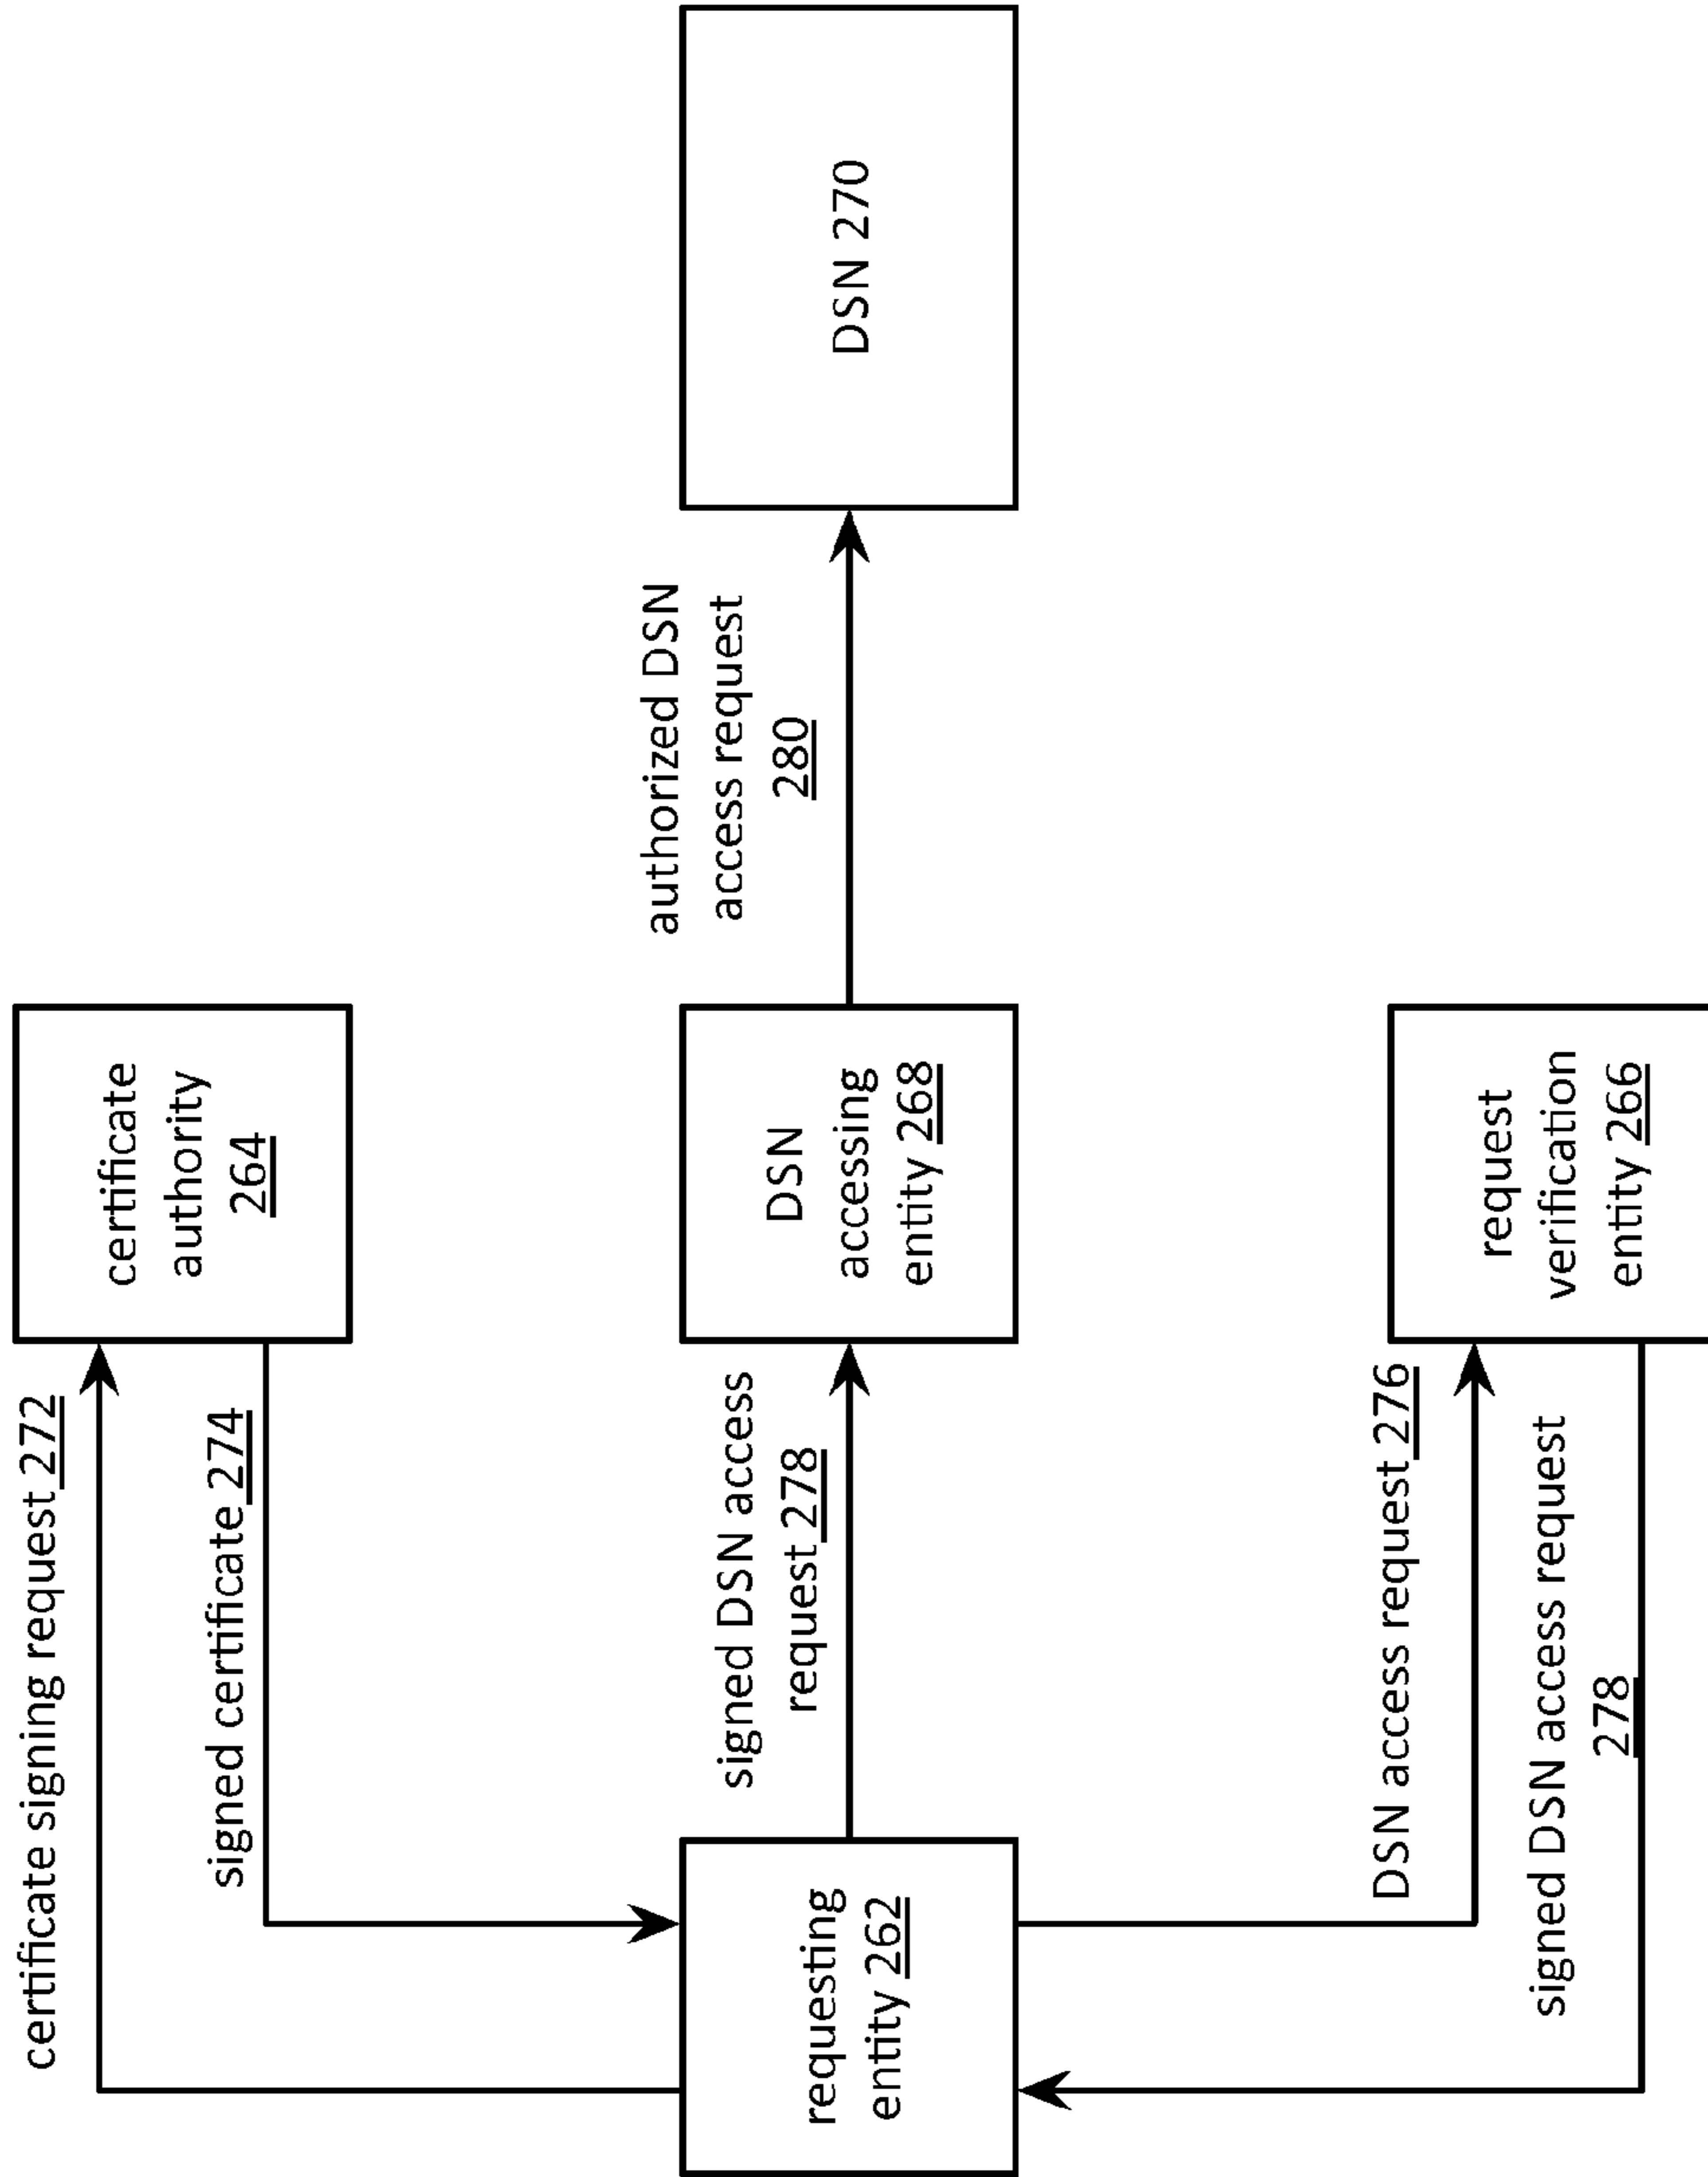 certificate signing request 272
signed certificate 274
certificate
authority
264
requesting
entity 262
signed DSN access
request 278
DSN
accessing
entity 268
authorized DSN
access request
280
DSN 270
DSN access request 276
signed DSN access request
278
request
verification
entity 266